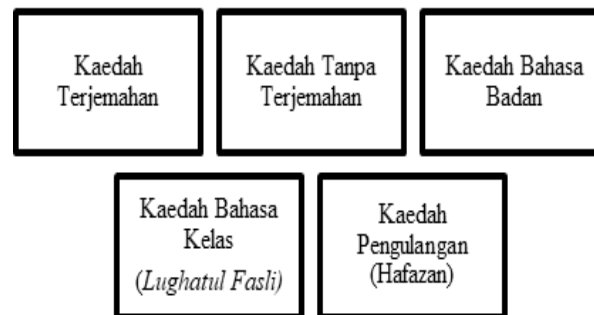 Kaedah
Terjemahan
Kaedah Tanpa
Terjemahan
Kaedah Bahasa
Badan
Kaedah Bahasa
Kelas
(Lughatul Fasli)
Kaedah
Pengulangan
(Hafazan)